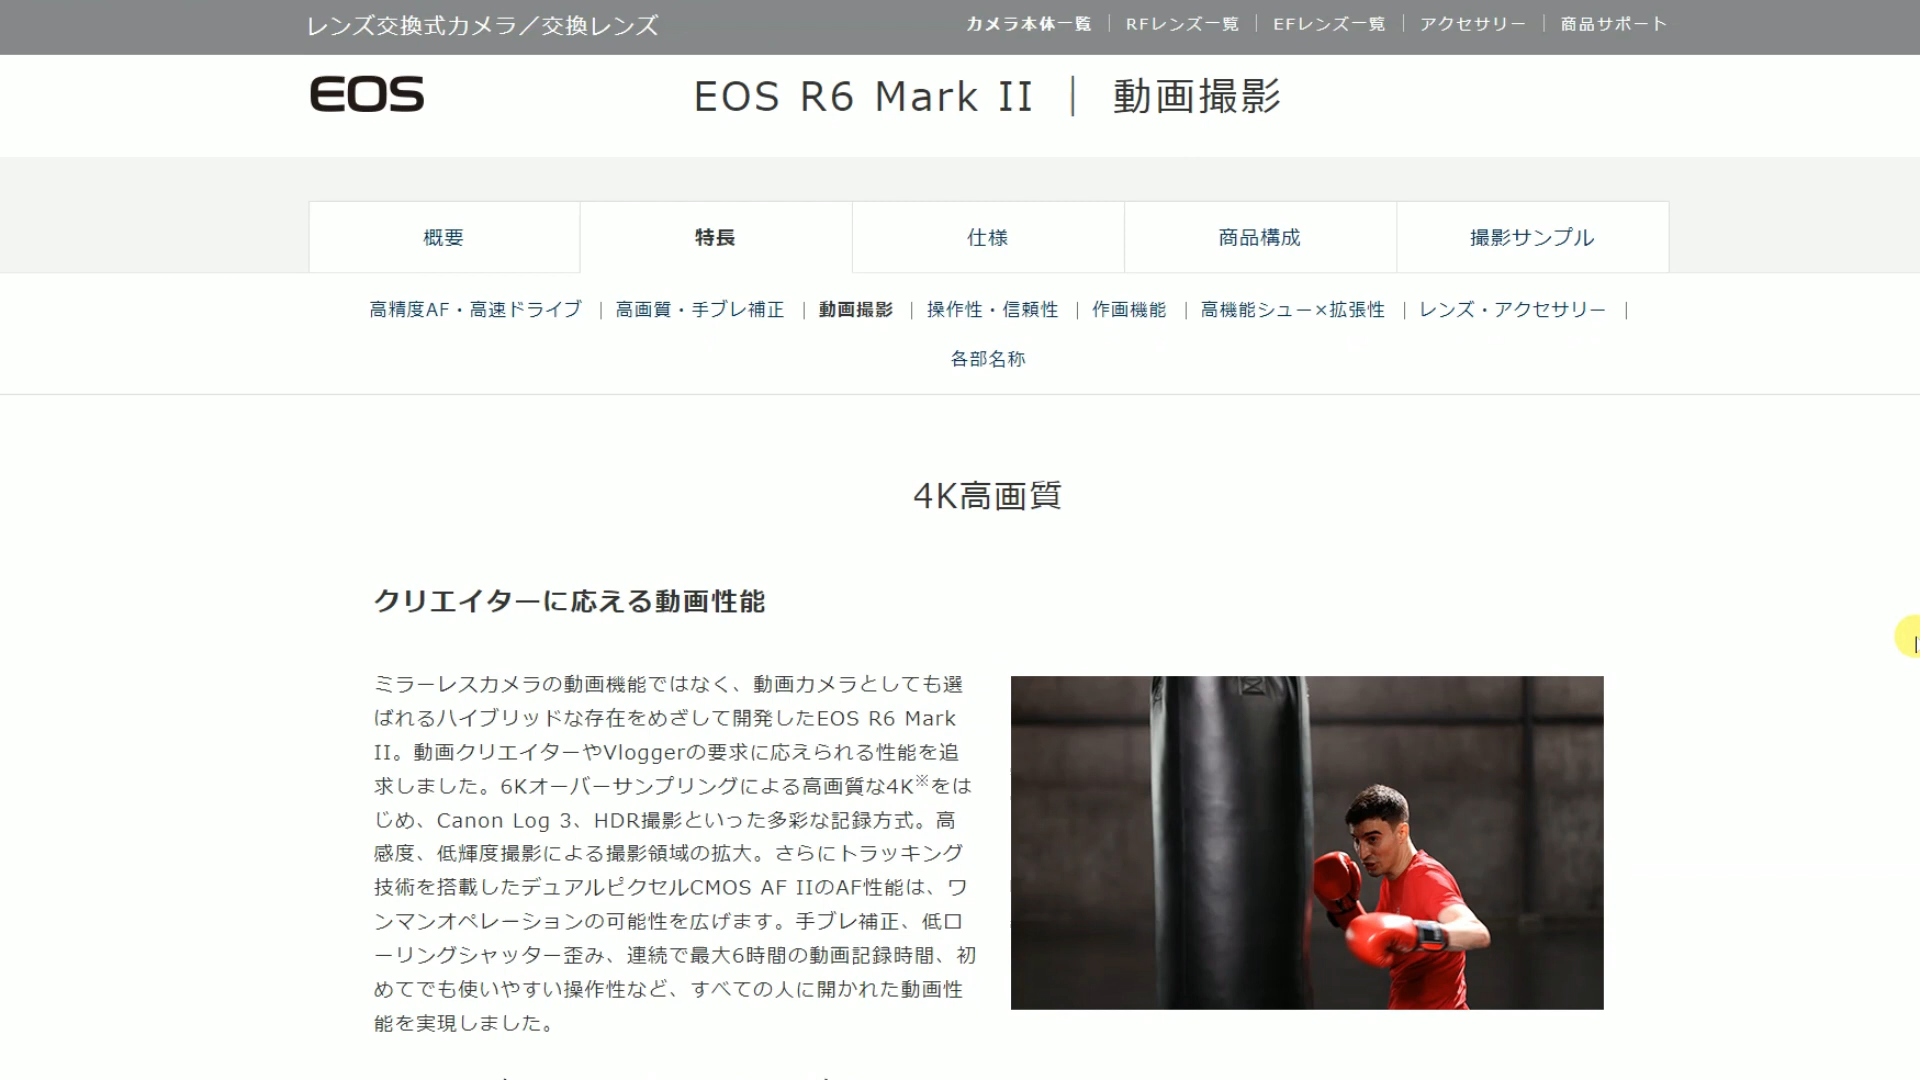 レンズ交換式カメラ／交換レンズ
カメラ本体一覧 | RFレンズ一覧 | EFレンズ一覧 | アクセサリー | 商品サポート
EOS
EOS R6 Mark II ｜ 動画撮影
概要 特長 仕様 商品構成 撮影サンプル
高精度AF・高速ドライブ | 高画質・手ブレ補正 | 動画撮影 | 操作性・信頼性 | 作画機能 | 高機能シュー×拡張性 | レンズ・アクセサリー |
各部名称
4K高画質
クリエイターに応える動画性能
ミラーレスカメラの動画機能ではなく、動画カメラとしても選
ばれるハイブリッドな存在をめざして開発したEOS R6 Mark
II。動画クリエイターやVloggerの要求に応えられる性能を追
求しました。6Kオーバーサンプリングによる高画質な4K※をは
じめ、Canon Log 3、HDR撮影といった多彩な記録方式。高
感度、低輝度撮影による撮影領域の拡大。さらにトラッキング
技術を搭載したデュアルピクセルCMOS AF IIのAF性能は、ワ
ンマンオペレーションの可能性を広げます。手ブレ補正、低ロ
ーリングシャッター歪み、連続で最大6時間の動画記録時間、初
めてでも使いやすい操作性など、すべての人に開かれた動画性
能を実現しました。